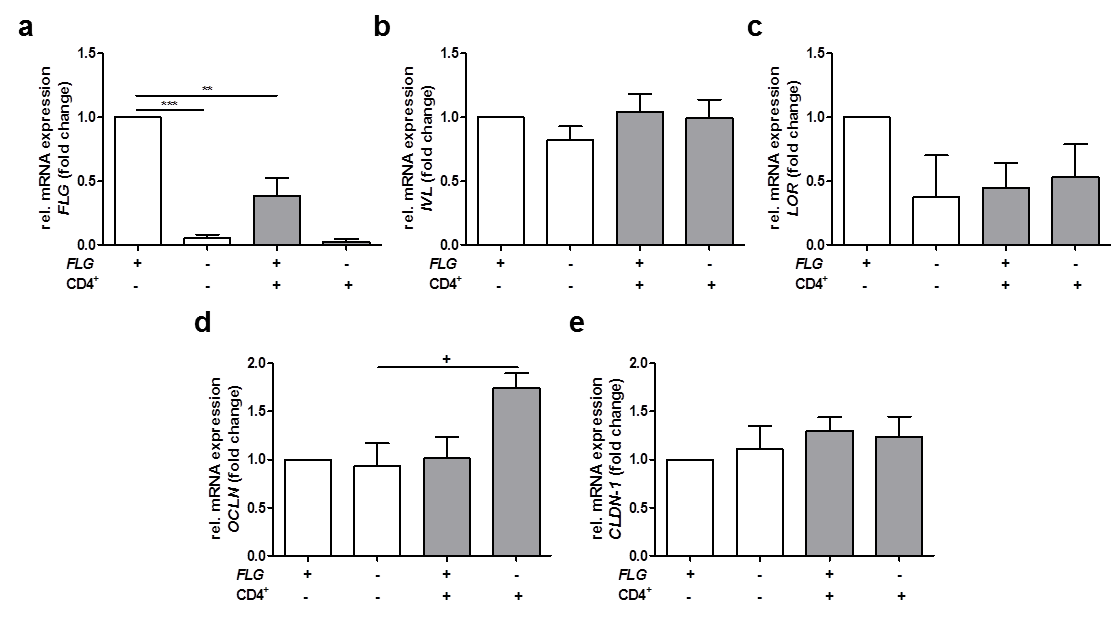 a
rel. mRNA expression
FLG (fold change)
1.5
1.0
0.5
0.0
**
***
FLG + - + -
CD4+ - - + +
b
rel. mRNA expression
IVL (fold change)
1.5
1.0
0.5
0.0
FLG + - + -
CD4+ - - + +
c
rel. mRNA expression
LOR (fold change)
1.5
1.0
0.5
0.0
FLG + - + -
CD4+ - - + +
d
rel. mRNA expression
OCLN (fold change)
2.0
1.5
1.0
0.5
0.0
+
FLG + - + -
CD4+ - - + +
e
rel. mRNA expression
CLDN-1 (fold change)
2.0
1.5
1.0
0.5
0.0
FLG + - + -
CD4+ - - + +